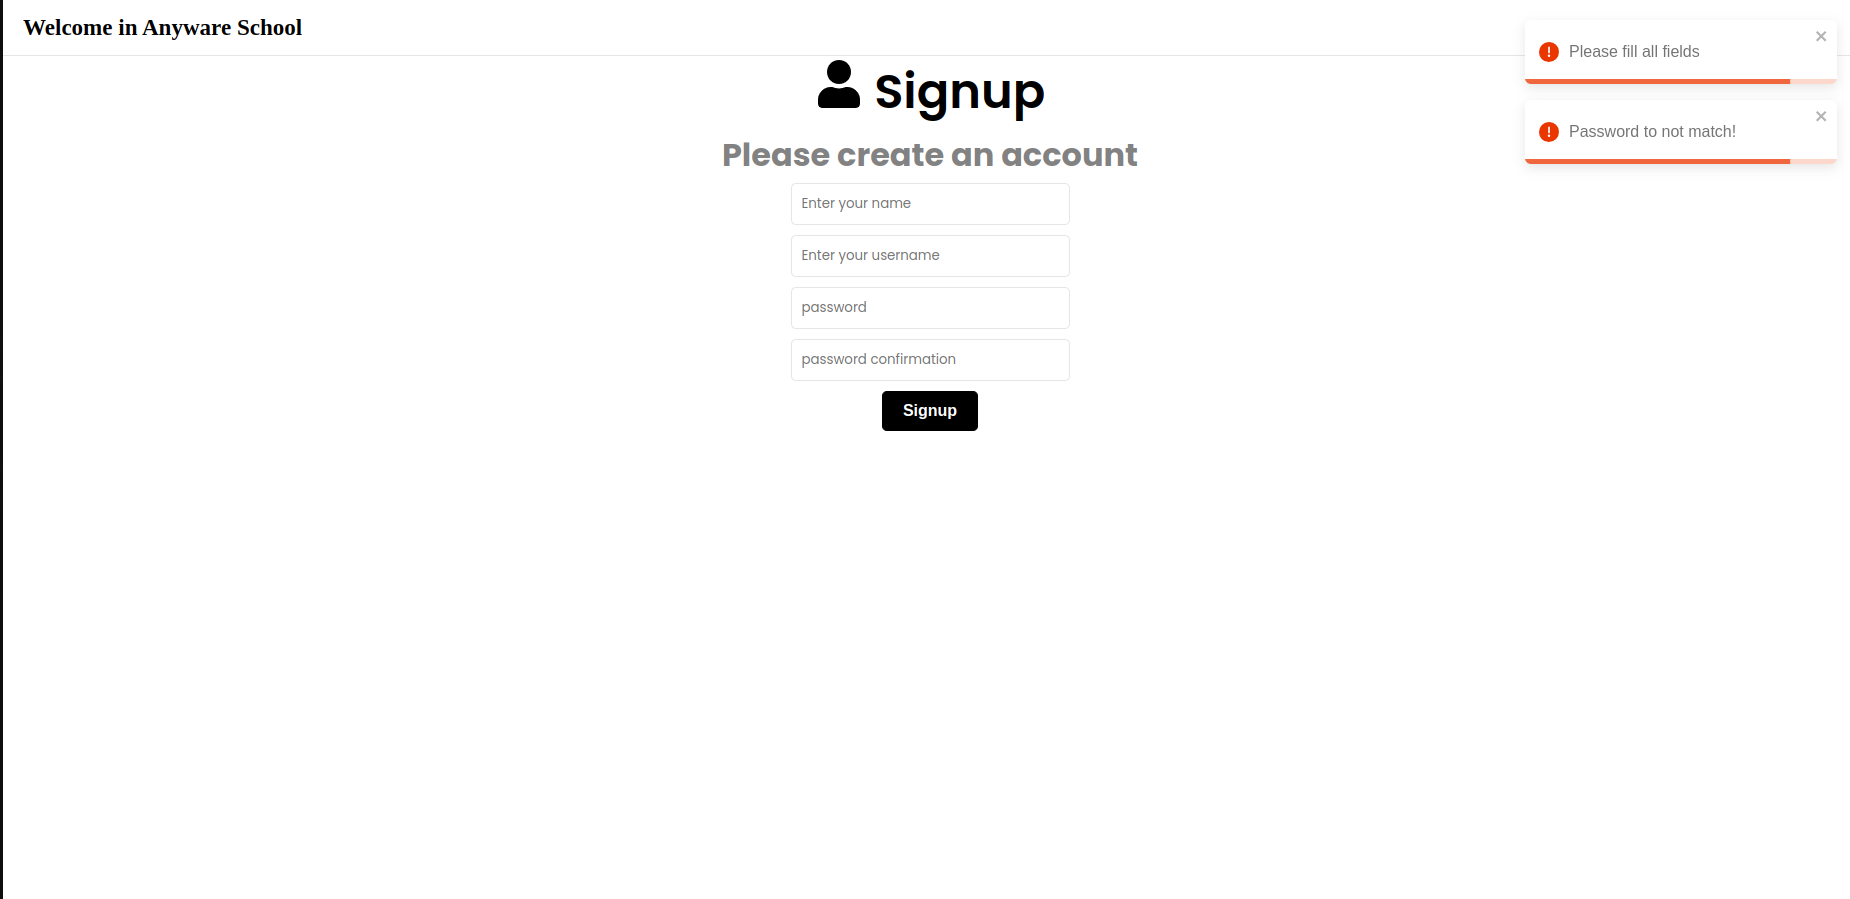 Welcome in Anyware School
Signup
Please create an account
Enter your name
Enter your username
password
password confirmation
Signup
Please fill all fields
Password to not match!